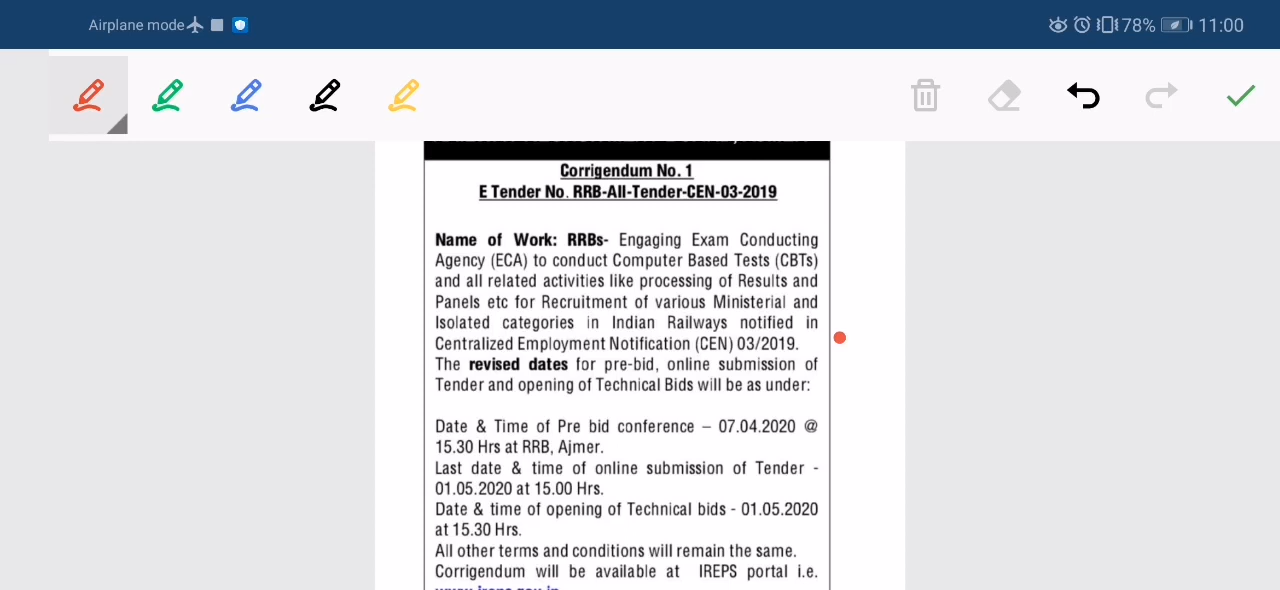 Airplane mode 78% 11:00
Corrigendum No. 1
E Tender No. RRB-All-Tender-CEN-03-2019
Name of Work: RRBs- Engaging Exam Conducting
Agency (ECA) to conduct Computer Based Tests (CBTs)
and all related activities like processing of Results and
Panels etc for Recruitment of various Ministerial and
Isolated categories in Indian Railways notified in
Centralized Employment Notification (CEN) 03/2019.
The revised dates for pre-bid, online submission of
Tender and opening of Technical Bids will be as under:
Date & Time of Pre bid conference – 07.04.2020 @
15.30 Hrs at RRB, Ajmer.
Last date & time of online submission of Tender -
01.05.2020 at 15.00 Hrs.
Date & time of opening of Technical bids - 01.05.2020
at 15.30 Hrs.
All other terms and conditions will remain the same.
Corrigendum will be available at IREPS portal i.e.